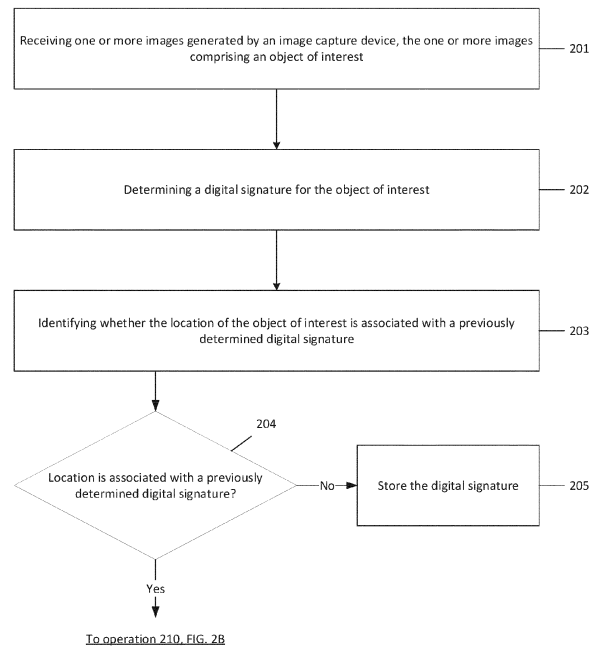 Receiving one or more images generated by an image capture device, the one or more images
comprising an object of interest
201
Determining a digital signature for the object of interest
202
Identifying whether the location of the object of interest is associated with a previously
determined digital signature
203
204
Location is associated with a previously
determined digital signature?
No
Store the digital signature
205
Yes
To operation 210, FIG. 2B